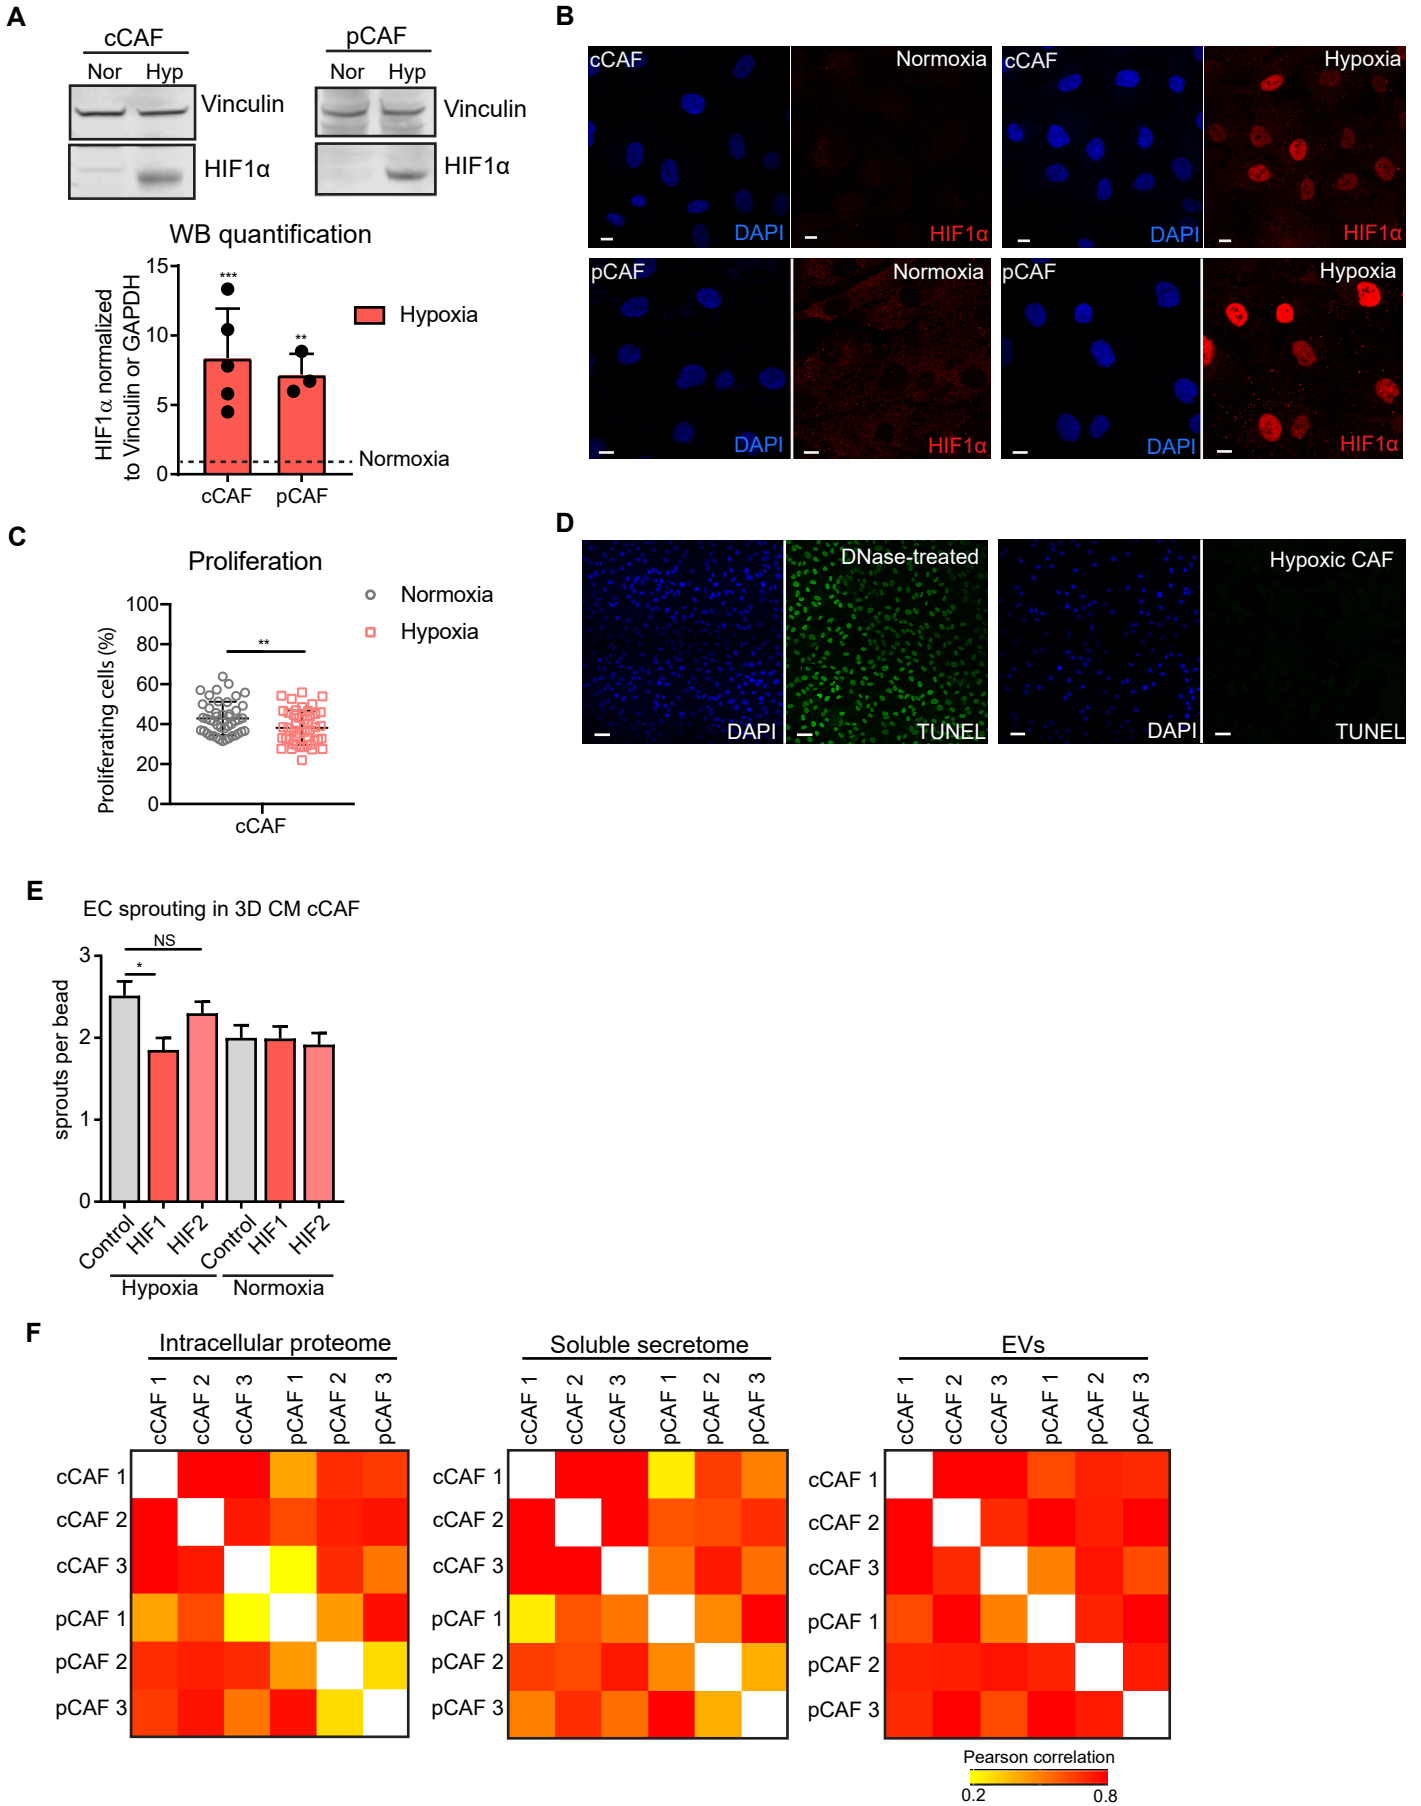 A
cCAF
pCAF
Nor Hyp
Nor Hyp
Vinculin
Vinculin
HIF1α
HIF1α
WB quantification
HIF1α normalized
to Vinculin or GAPDH
15
10
5
0
***
**
Hypoxia
Normoxia
cCAF pCAF
B
cCAF Normoxia
DAPI HIF1α
cCAF Hypoxia
DAPI HIF1α
pCAF Normoxia
DAPI HIF1α
pCAF Hypoxia
DAPI HIF1α
C
Proliferation
Normoxia
Hypoxia
Proliferating cells (%)
100
80
60
40
20
0
**
cCAF
D
DNase-treated
DAPI TUNEL
Hypoxic CAF
DAPI TUNEL
E
EC sprouting in 3D CM cCAF
sprouts per bead
3
2
1
0
NS
*
Control HIF1 HIF2 Control HIF1 HIF2
Hypoxia Normoxia
F
Intracellular proteome
cCAF 1 cCAF 2 cCAF 3 pCAF 1 pCAF 2 pCAF 3
cCAF 1
cCAF 2
cCAF 3
pCAF 1
pCAF 2
pCAF 3
Soluble secretome
cCAF 1 cCAF 2 cCAF 3 pCAF 1 pCAF 2 pCAF 3
cCAF 1
cCAF 2
cCAF 3
pCAF 1
pCAF 2
pCAF 3
EVs
cCAF 1 cCAF 2 cCAF 3 pCAF 1 pCAF 2 pCAF 3
cCAF 1
cCAF 2
cCAF 3
pCAF 1
pCAF 2
pCAF 3
Pearson correlation
0.2 0.8